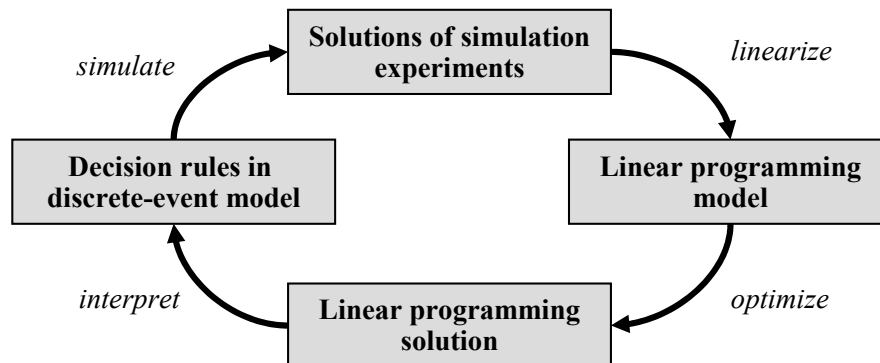 Solutions of simulation
experiments
simulate
linearize
Decision rules in
discrete-event model
Linear programming
model
interpret
optimize
Linear programming
solution